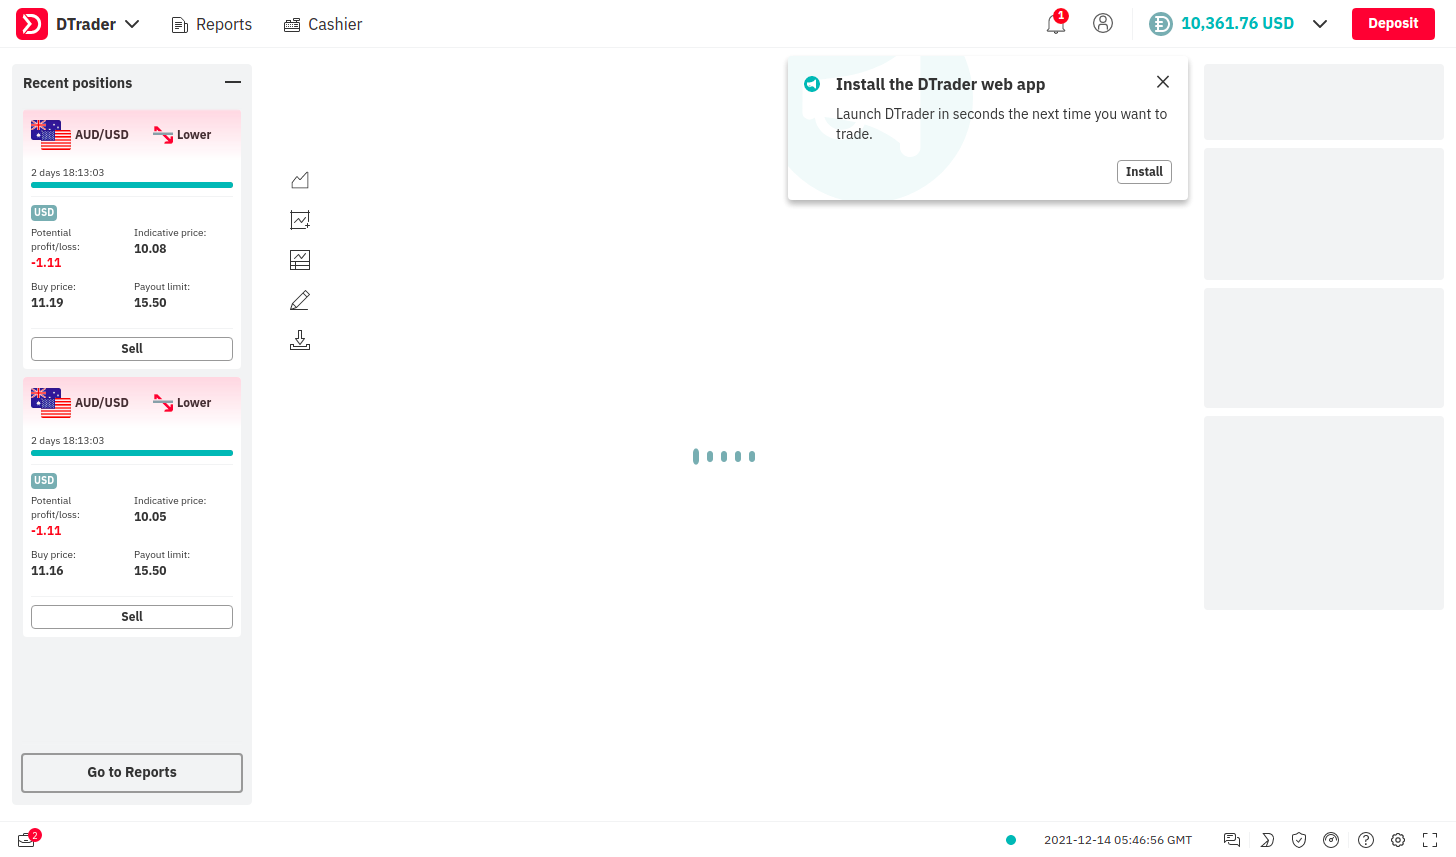 DTrader
Reports
Cashier
1
10,361.76 USD
Deposit
Recent positions
AUD/USD
Lower
2 days 18:13:03
USD
Potential
profit/loss:
-1.11
Indicative price:
10.08
Buy price:
11.19
Payout limit:
15.50
Sell
AUD/USD
Lower
2 days 18:13:03
USD
Potential
profit/loss:
-1.11
Indicative price:
10.05
Buy price:
11.16
Payout limit:
15.50
Sell
Go to Reports
Install the DTrader web app
Launch DTrader in seconds the next time you want to
trade.
Install
2
2021-12-14 05:46:56 GMT